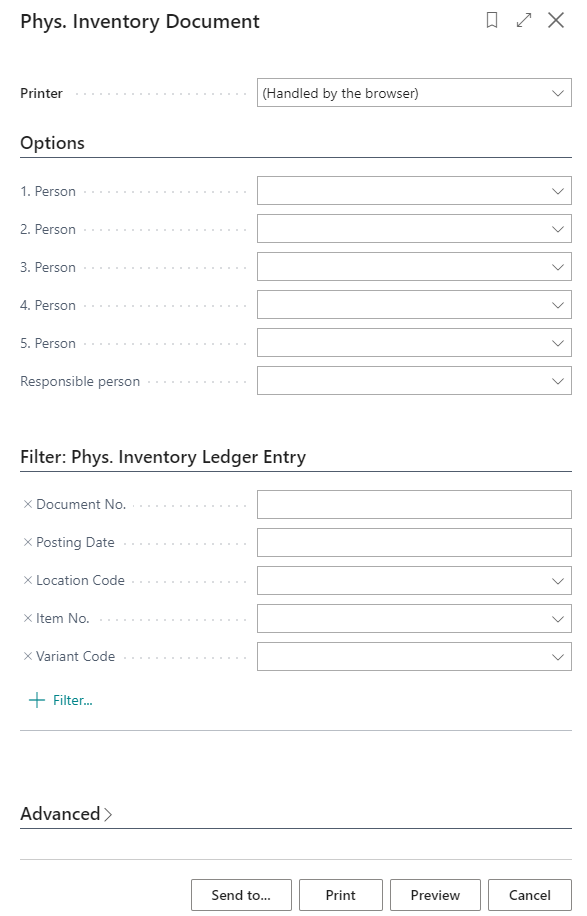 Phys. Inventory Document
Printer (Handled by the browser)
Options
1. Person
2. Person
3. Person
4. Person
5. Person
Responsible person
Filter: Phys. Inventory Ledger Entry
Document No.
Posting Date
Location Code
Item No.
Variant Code
Filter...
Advanced
Send to... Print Preview Cancel